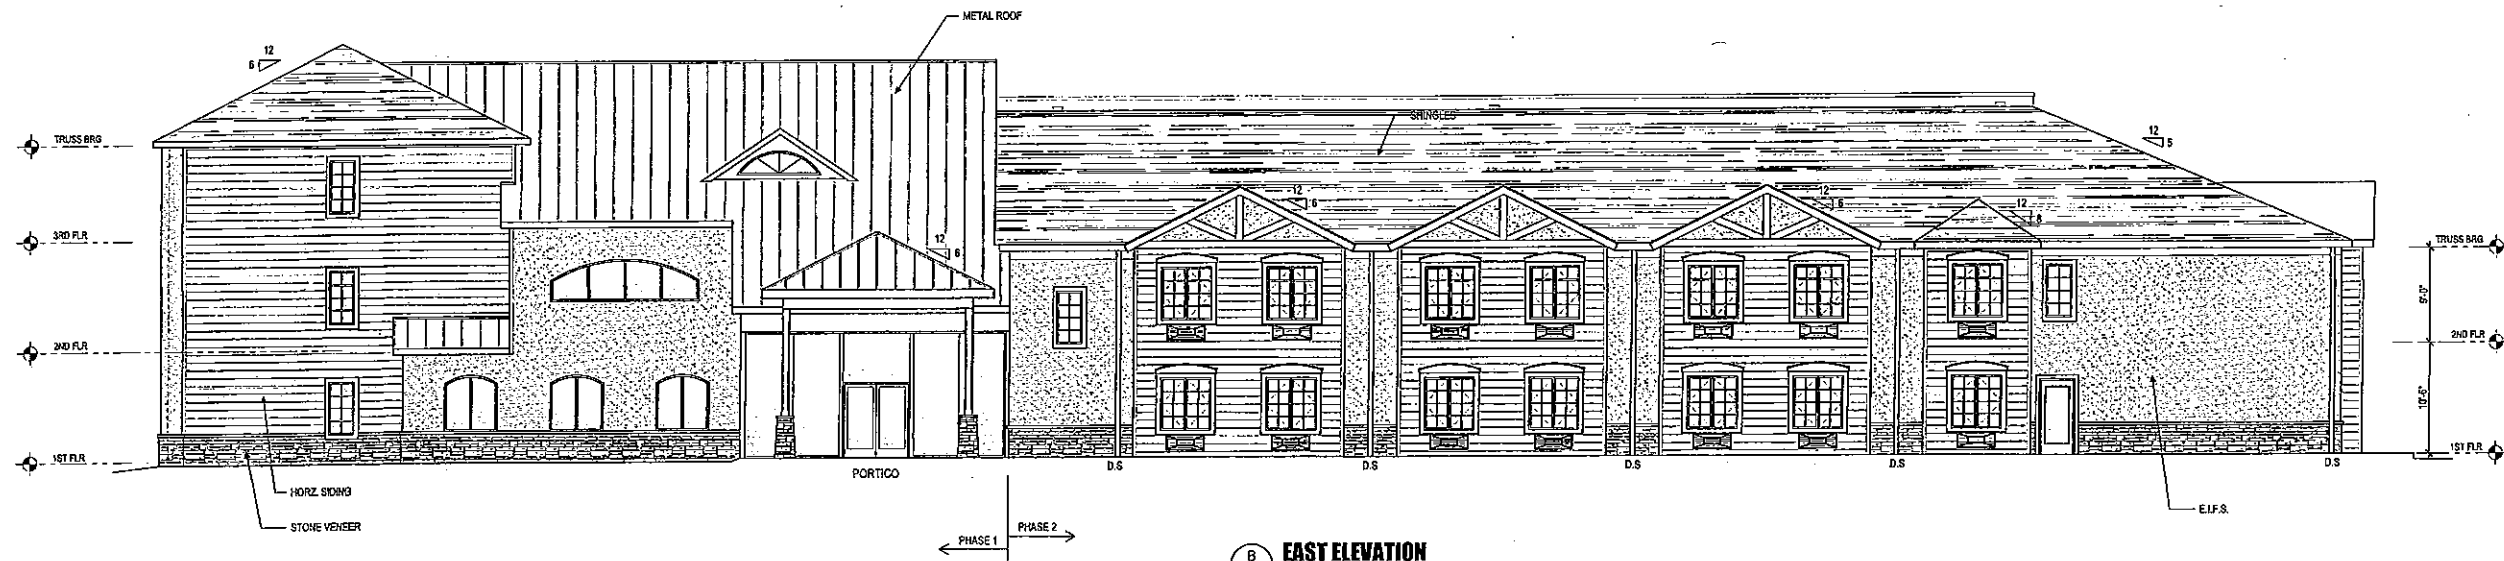 METAL ROOF
12
6
SHINGLES
12
5
TRUSS BRG
12
6
12
6
12
8
3RD FLR
12
6
TRUSS BRG
9'-0"
2ND FLR
2ND FLR
10'-6"
1ST FLR
1ST FLR
PORTICO
D.S
D.S
D.S
D.S
D.S
HORZ. SIDING
STONE VENEER
E.I.F.S.
PHASE 1
PHASE 2
B
EAST ELEVATION